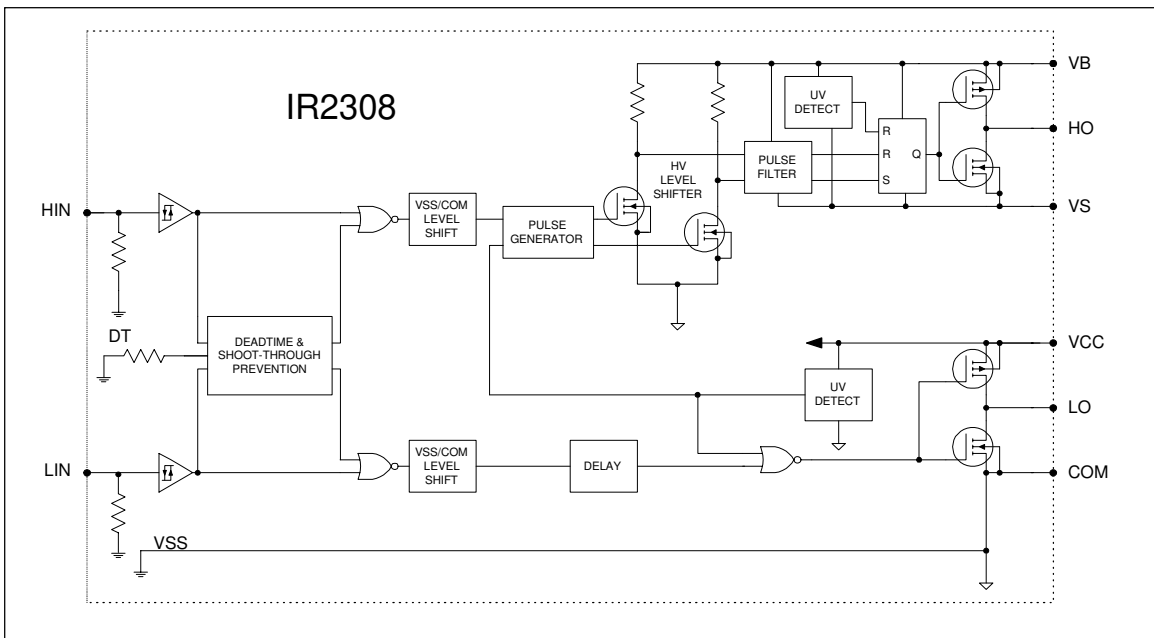 IR2308
VB
UV
DETECT
HO
R
R
Q
S
PULSE
FILTER
HV
LEVEL
SHIFTER
VS
HIN
VSS/COM
LEVEL
SHIFT
PULSE
GENERATOR
DT
DEADTIME &
SHOOT-THROUGH
PREVENTION
VCC
UV
DETECT
LO
LIN
VSS/COM
LEVEL
SHIFT
DELAY
COM
VSS